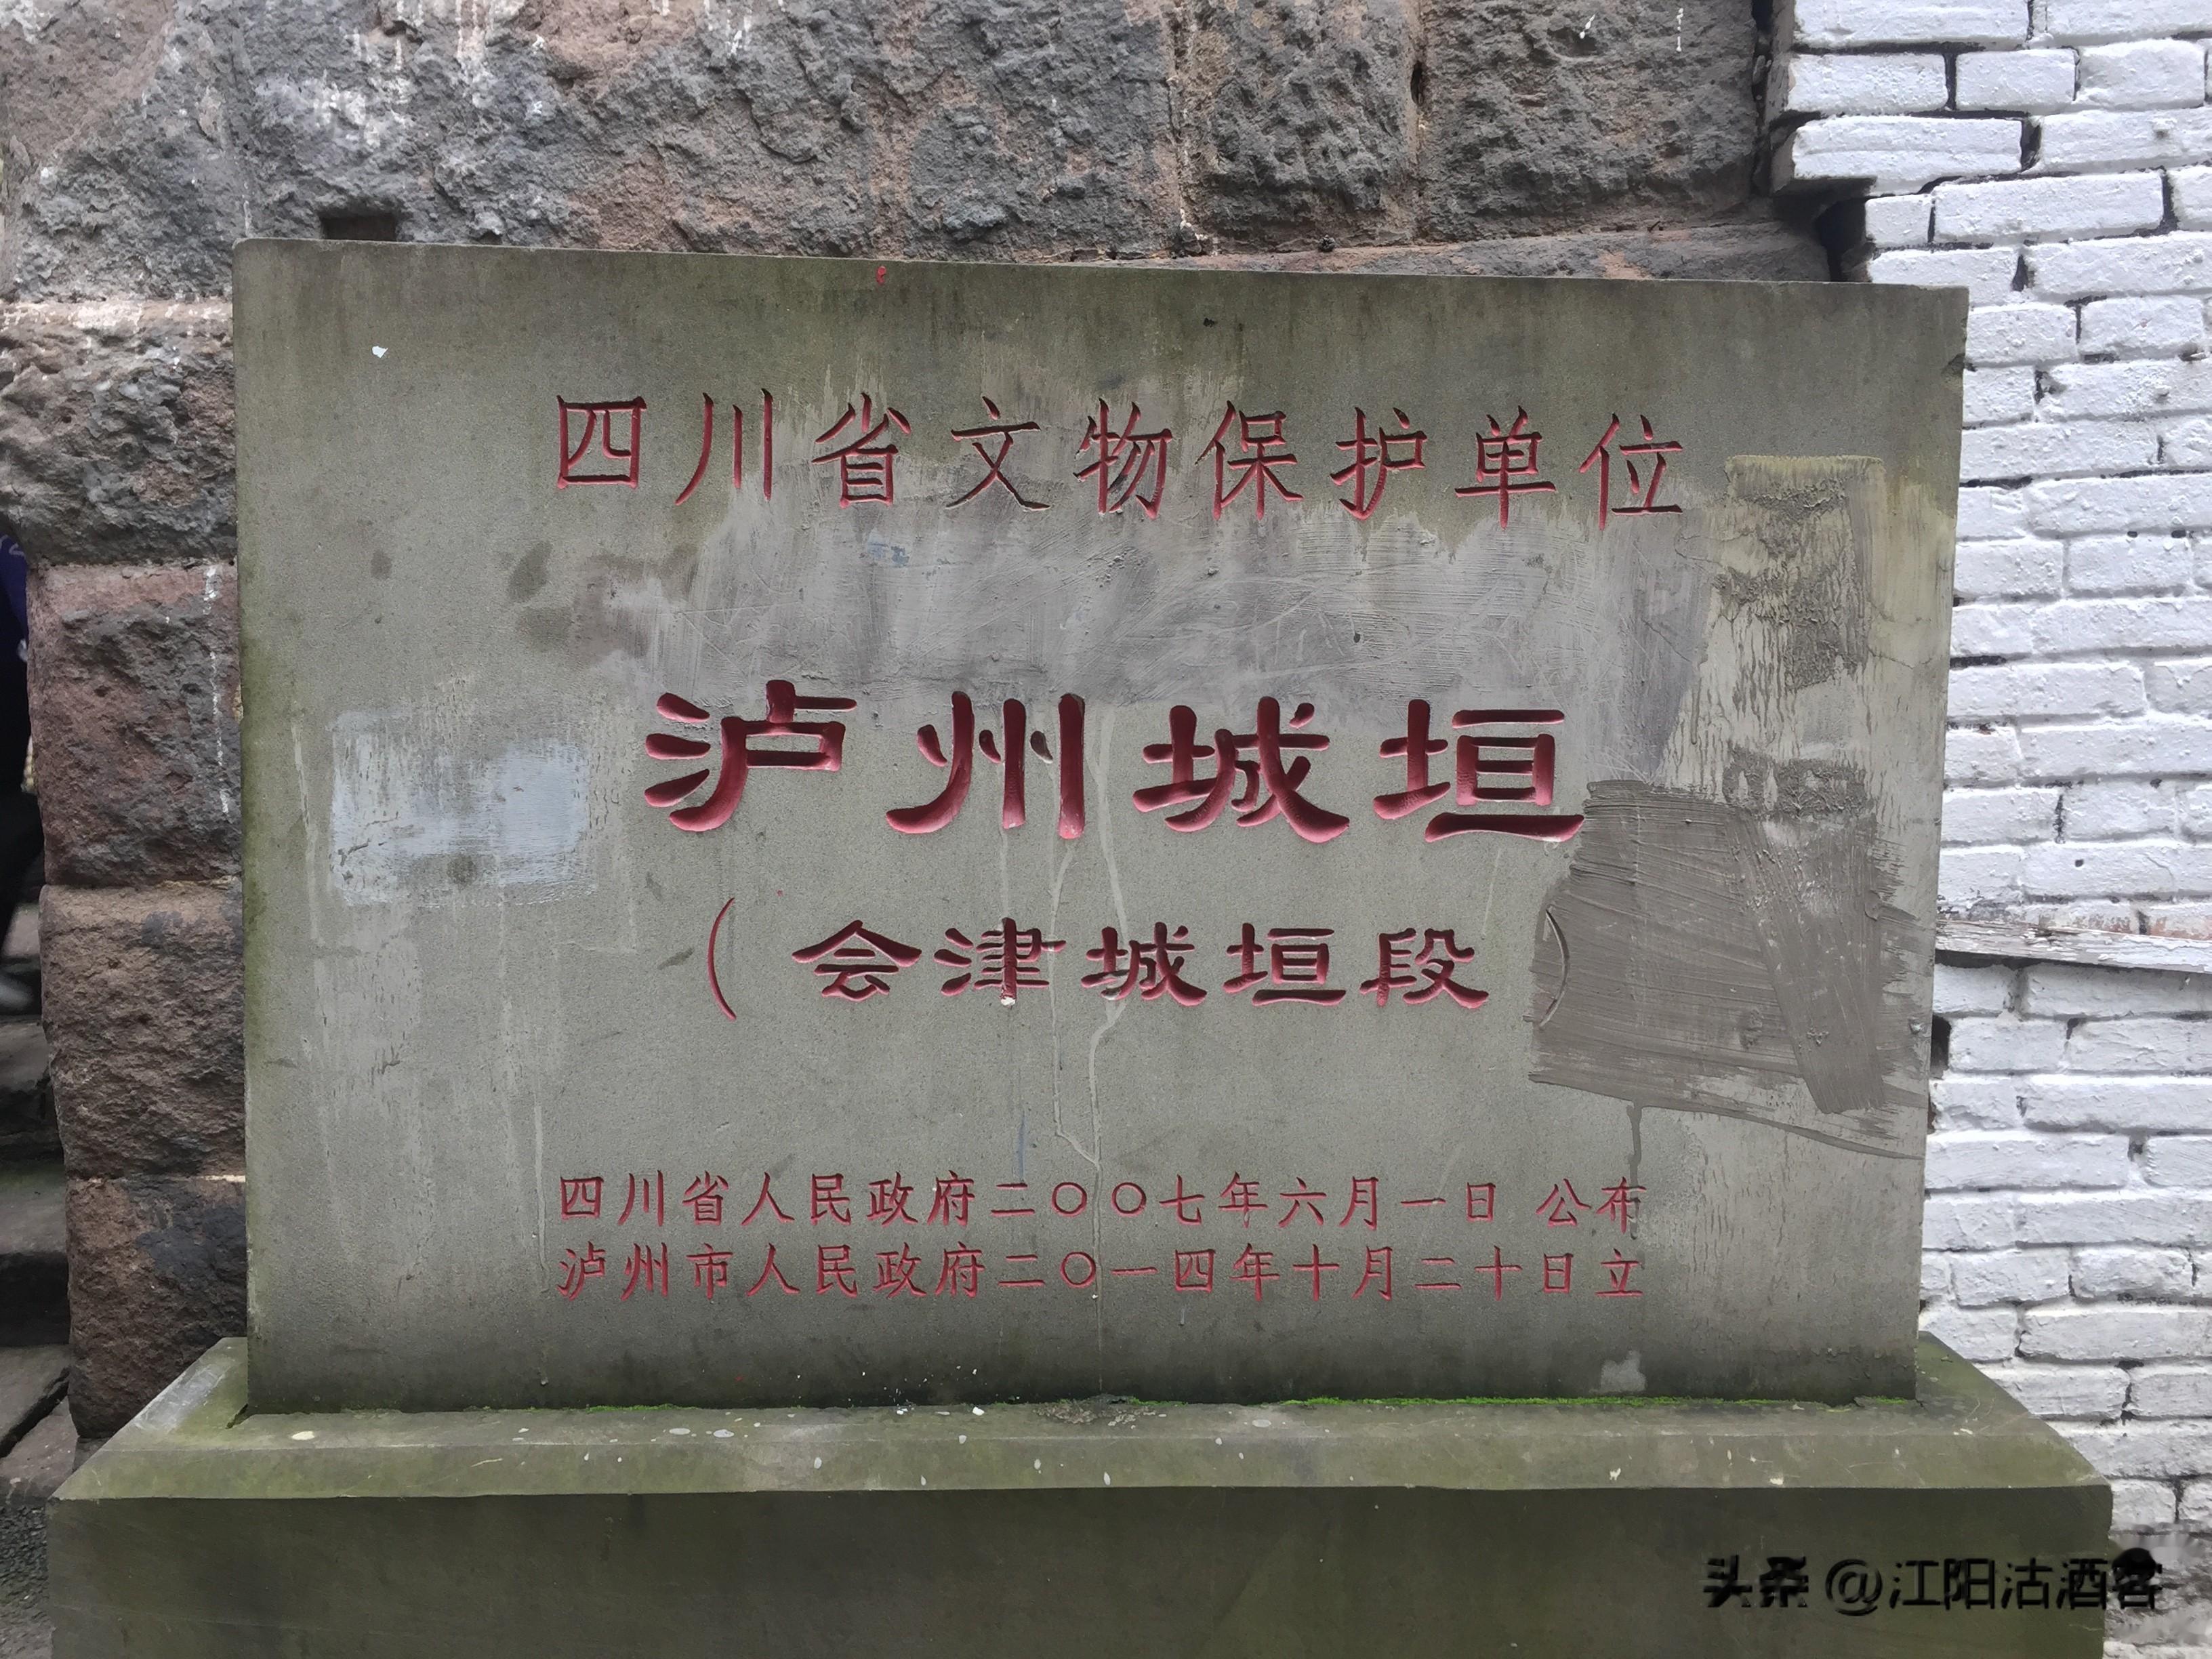 四川省文物保护单位
泸州城垣
（会津城垣段）
四川省人民政府二〇〇七年六月一日 公布
泸州市人民政府二〇一四年十月二十日立
头条 @江阳沽酒客